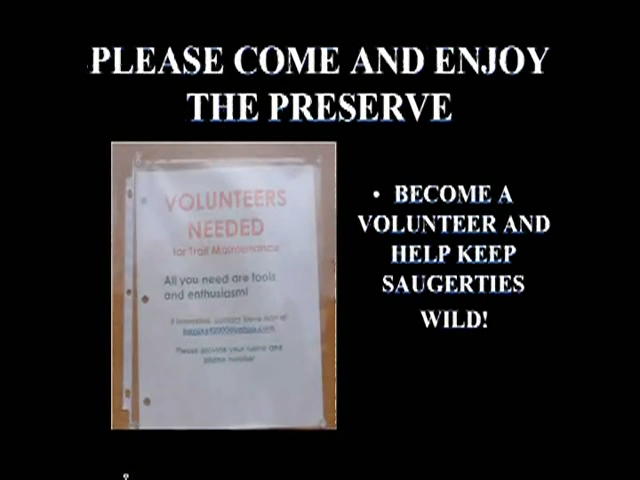 PLEASE COME AND ENJOY
THE PRESERVE
VOLUNTEERS
NEEDED
for Trail Maintenance
All you need are tools
and enthusiasm!
Please provide your name and
phone number
• BECOME A
VOLUNTEER AND
HELP KEEP
SAUGERTIES
WILD!